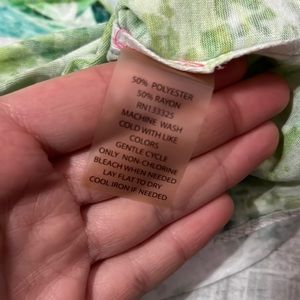 50% POLYESTER
50% RAYON
RN133325
MACHINE WASH
COLD WITH LIKE
COLORS
GENTLE CYCLE
ONLY NON-CHLORINE
BLEACH WHEN NEEDED
LAY FLAT TO DRY
COOL IRON IF NEEDED